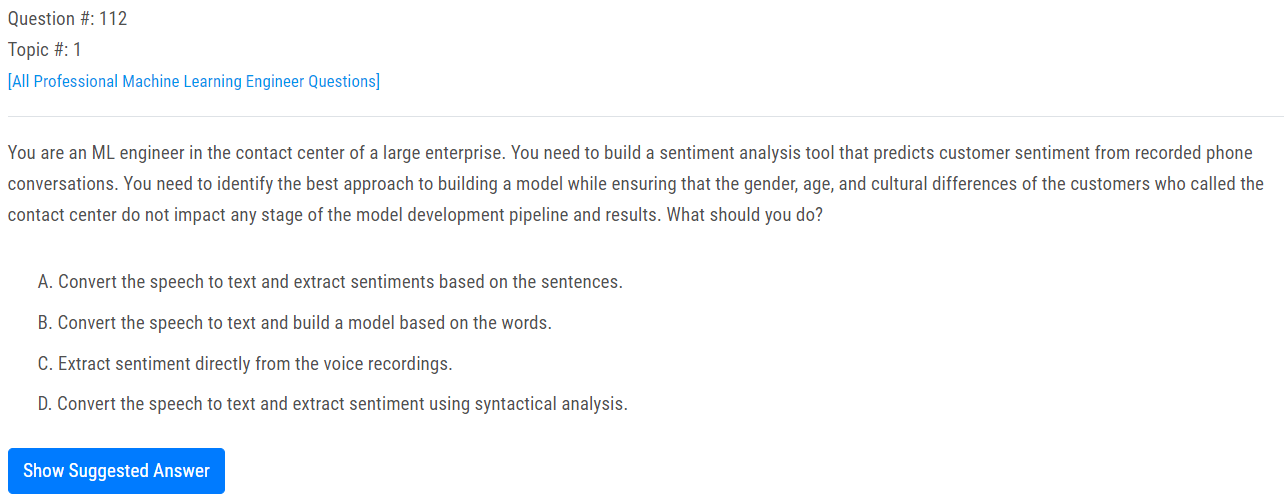 Question #: 112
Topic #: 1
[All Professional Machine Learning Engineer Questions]
You are an ML engineer in the contact center of a large enterprise. You need to build a sentiment analysis tool that predicts customer sentiment from recorded phone
conversations. You need to identify the best approach to building a model while ensuring that the gender, age, and cultural differences of the customers who called the
contact center do not impact any stage of the model development pipeline and results. What should you do?
A. Convert the speech to text and extract sentiments based on the sentences.
B. Convert the speech to text and build a model based on the words.
C. Extract sentiment directly from the voice recordings.
D. Convert the speech to text and extract sentiment using syntactical analysis.
Show Suggested Answer